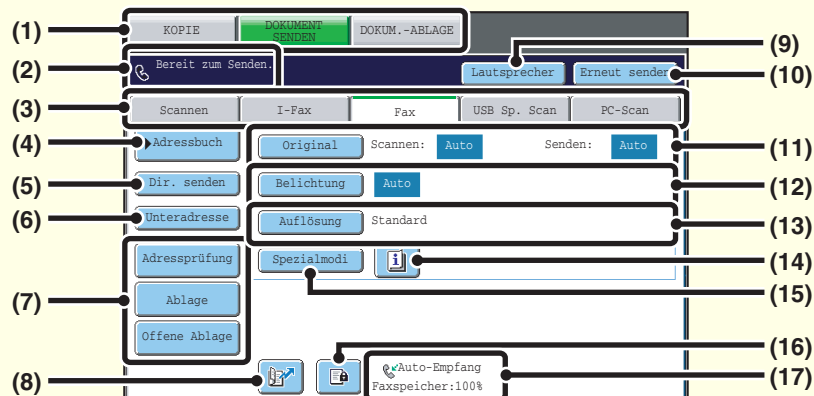 (1) KOPIE DOKUMENT SENDEN DOKUM.-ABLAGE
(2) Bereit zum Senden. Lautsprecher Erneut senden (9) (10)
(3) Scannen I-Fax Fax USB Sp. Scan PC-Scan
(4) Adressbuch Original Scannen: Auto Senden: Auto (11)
(5) Dir. senden Belichtung Auto (12)
(6) Unteradresse Auflösung Standard (13)
Adressprüfung Spezialmodi (14)
(15)
(7) Ablage
Offene Ablage
(16)
(8) Auto-Empfang (17)
Faxspeicher:100%